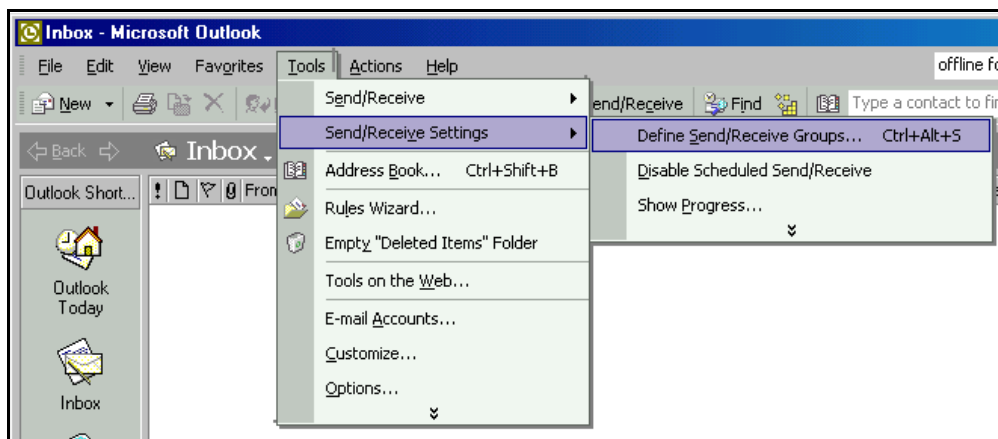 Inbox - Microsoft Outlook
File Edit View Favorites Tools Actions Help offline fo
New end/Receive Find Type a contact to fin
Back Inbox
Outlook Short... From
Outlook
Today
Inbox
Send/Receive
Send/Receive Settings
Address Book... Ctrl+Shift+B
Rules Wizard...
Empty "Deleted Items" Folder
Tools on the Web...
E-mail Accounts...
Customize...
Options...
Define Send/Receive Groups... Ctrl+Alt+S
Disable Scheduled Send/Receive
Show Progress...